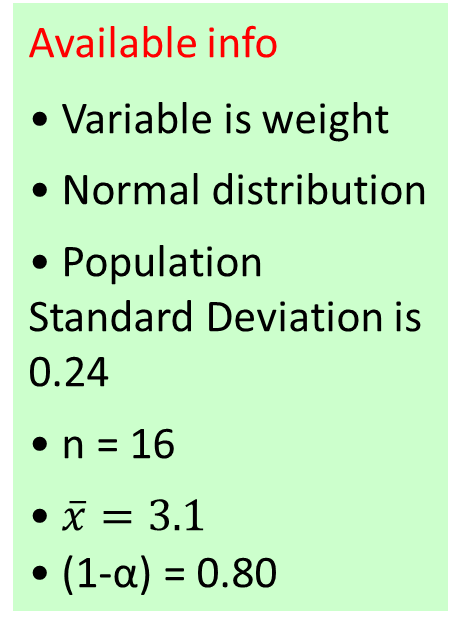 Available info
• Variable is weight
• Normal distribution
• Population
Standard Deviation is
0.24
• n = 16
• x̄ = 3.1
• (1-α) = 0.80